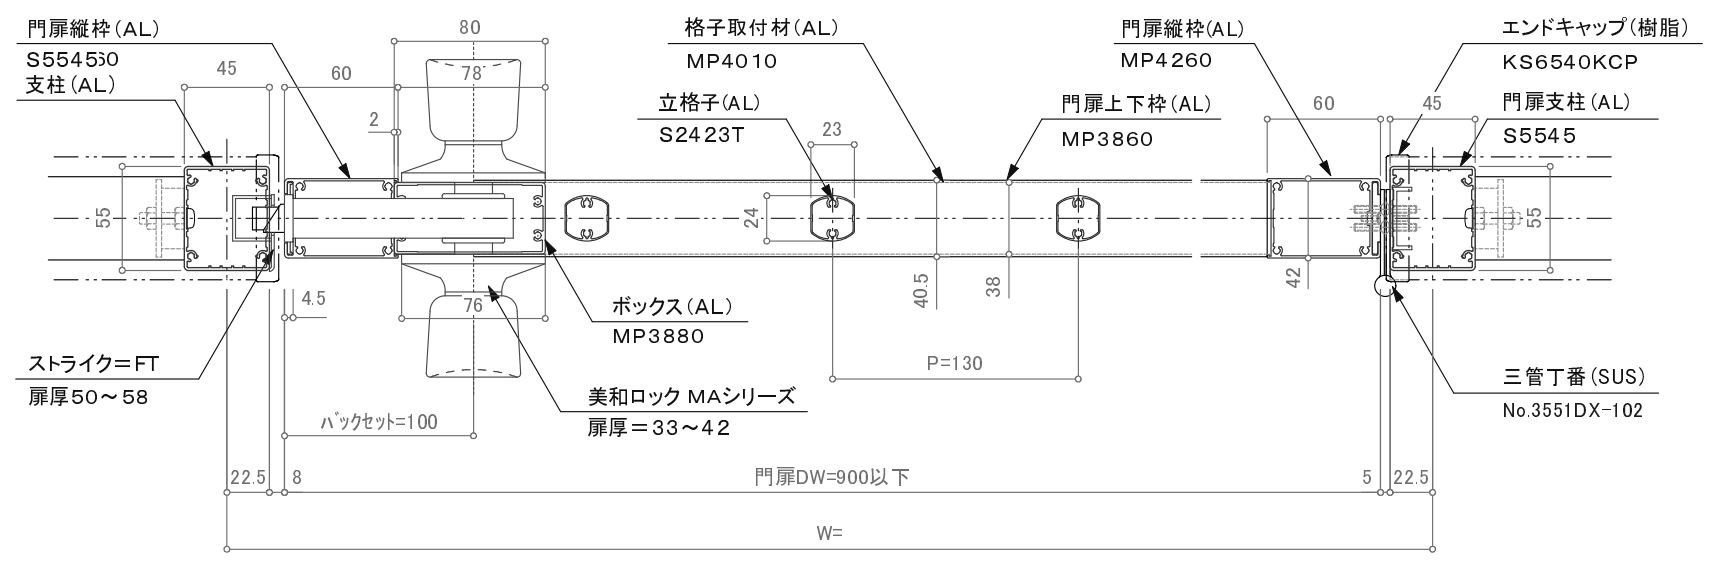 門扉縦枠(AL)
S554560
支柱(AL)
45
60
80
78
2
格子取付材(AL)
MP4010
立格子(AL)
S2423T
23
門扉上下枠(AL)
MP3860
門扉縦枠(AL)
MP4260
60
45
エンドキャップ(樹脂)
KS6540KCP
門扉支柱(AL)
S5545
55
24
55
4.5
76
40.5
38
42
ボックス(AL)
MP3880
ストライク=FT
扉厚50～58
P=130
美和ロック MAシリーズ
扉厚=33～42
三管丁番(SUS)
No.3551DX-102
バックセット=100
22.5
8
門扉DW=900以下
5
22.5
W=